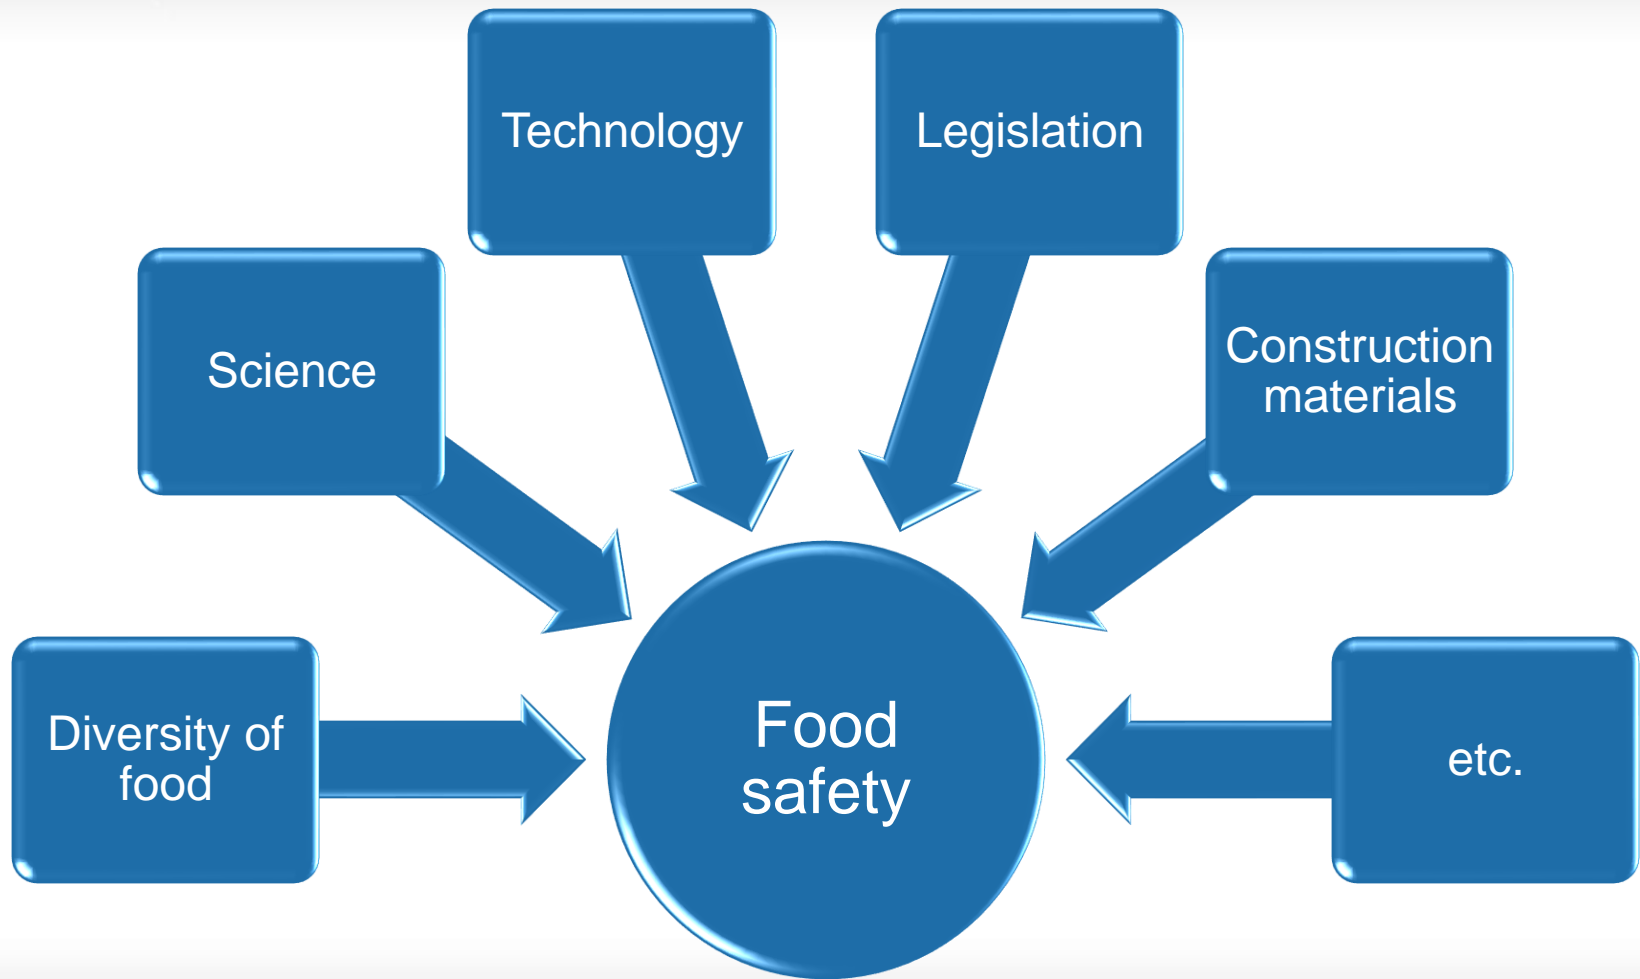 Technology
Legislation
Science
Construction
materials
Diversity of
food
Food
safety
etc.